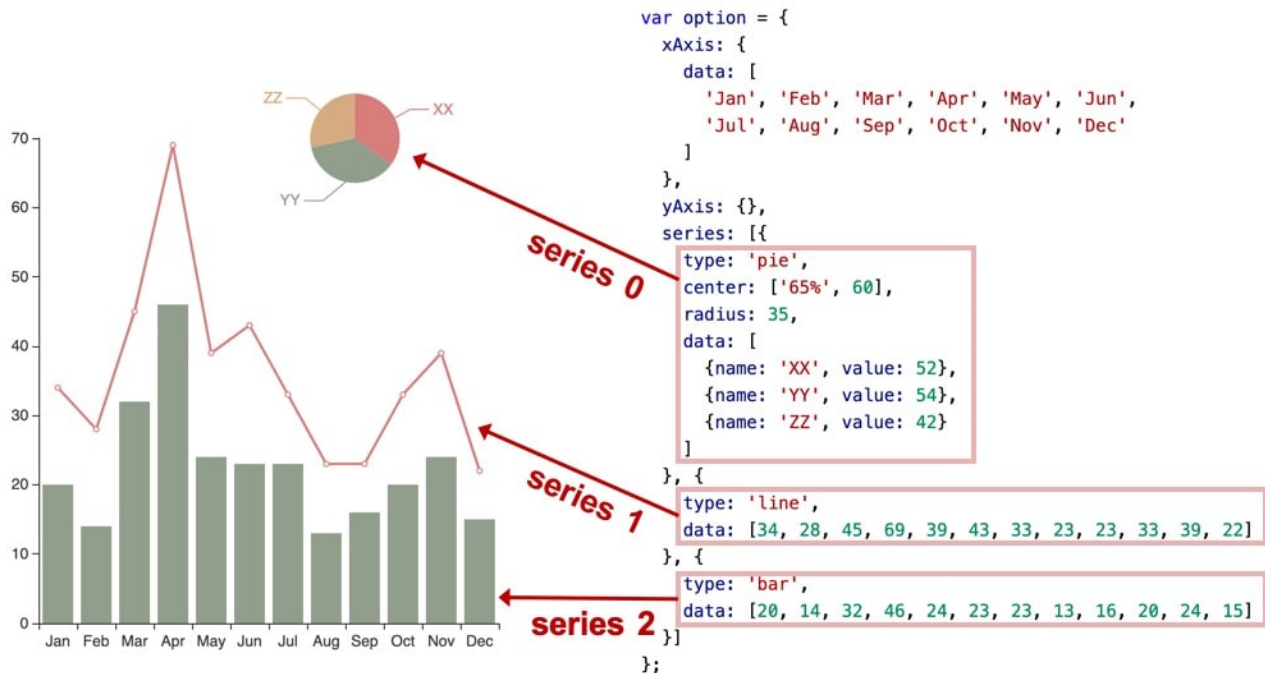 ZZ
XX
YY
70
60
50
40
30
20
10
0
Jan Feb Mar Apr May Jun Jul Aug Sep Oct Nov Dec
series 0
series 1
series 2
var option = {
  xAxis: {
    data: [
      'Jan', 'Feb', 'Mar', 'Apr', 'May', 'Jun',
      'Jul', 'Aug', 'Sep', 'Oct', 'Nov', 'Dec'
    ]
  },
  yAxis: {},
  series: [{
    type: 'pie',
    center: ['65%', 60],
    radius: 35,
    data: [
      {name: 'XX', value: 52},
      {name: 'YY', value: 54},
      {name: 'ZZ', value: 42}
    ]
  }, {
    type: 'line',
    data: [34, 28, 45, 69, 39, 43, 33, 23, 23, 33, 39, 22]
  }, {
    type: 'bar',
    data: [20, 14, 32, 46, 24, 23, 23, 13, 16, 20, 24, 15]
  }]
};